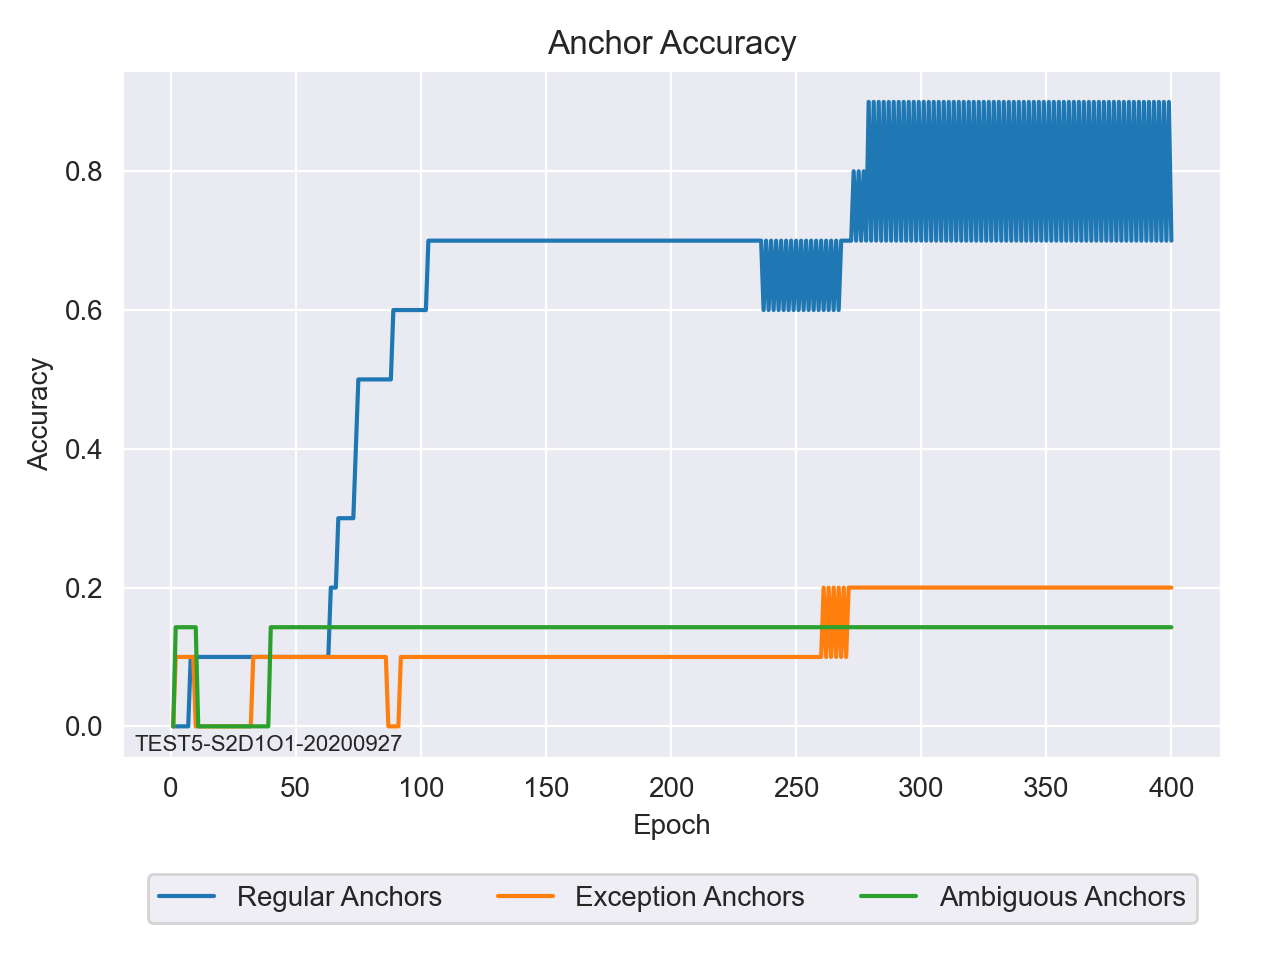 Anchor Accuracy
Accuracy
0.8
0.6
0.4
0.2
0.0
TEST5-S2D1O1-20200927
0 50 100 150 200 250 300 350 400
Epoch
Regular Anchors Exception Anchors Ambiguous Anchors